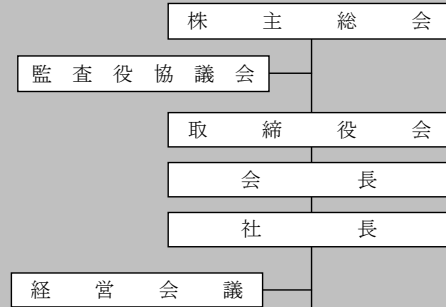 株主総会
監査役協議会
取締役会
会長
社長
経営会議